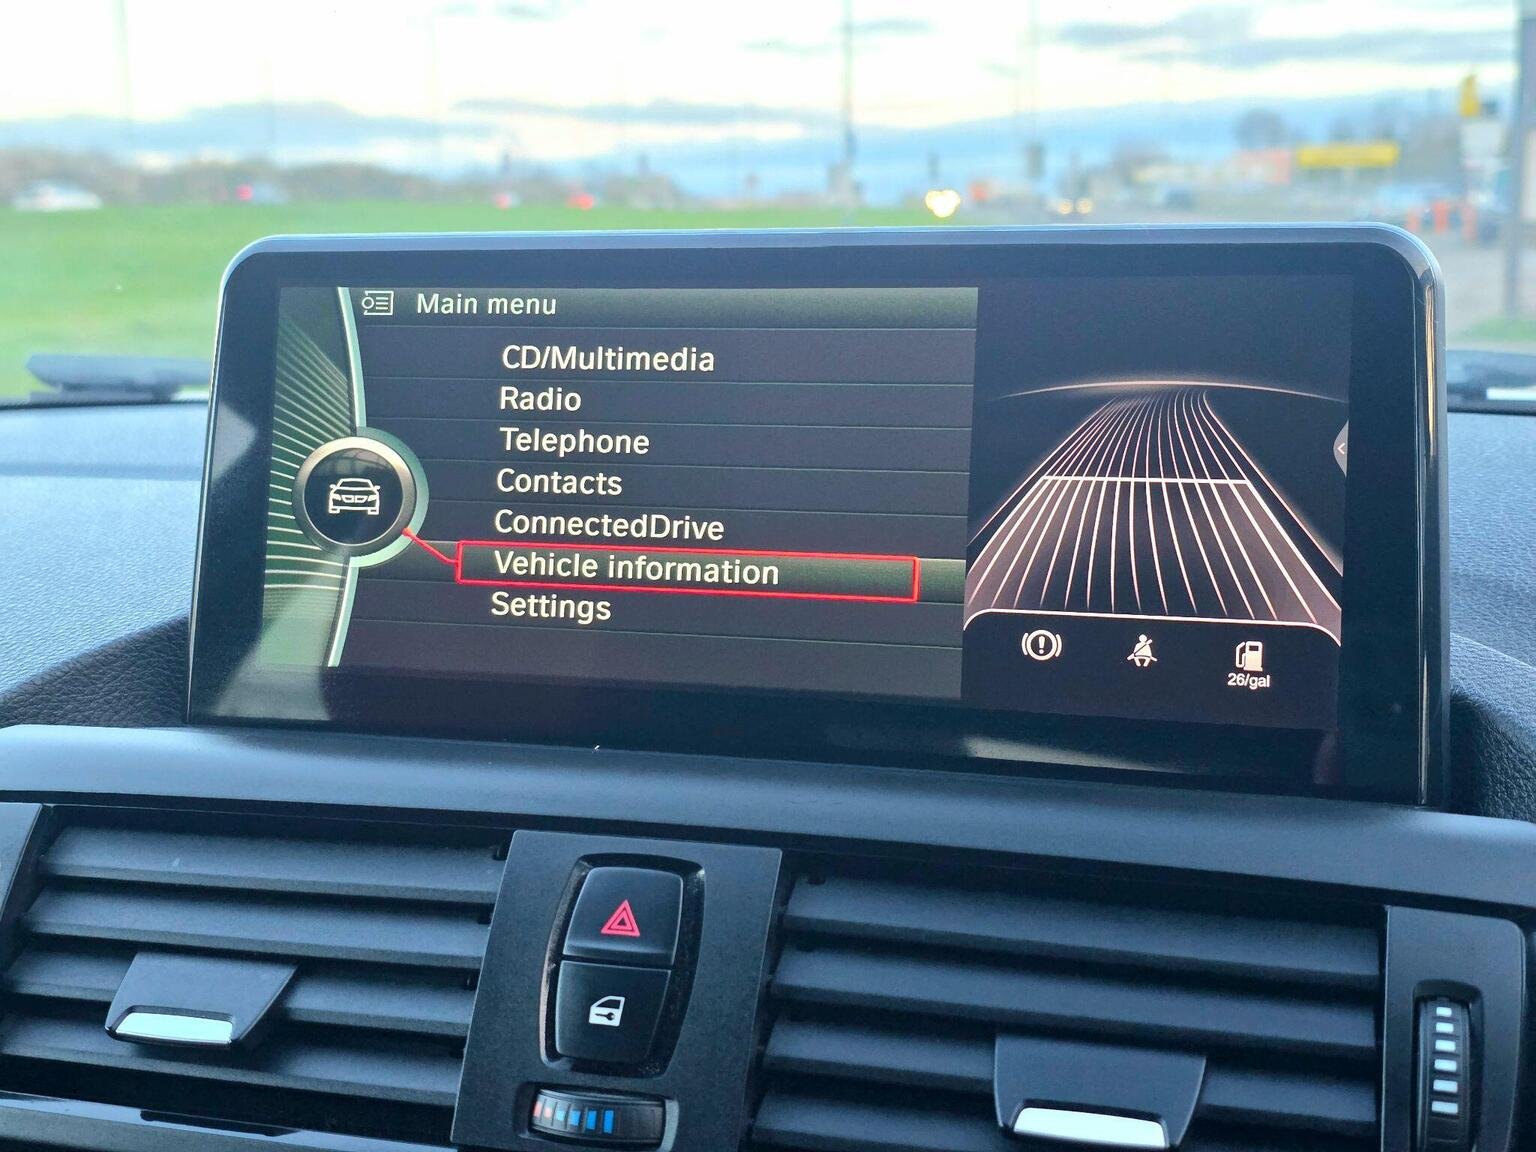 Main menu
CD/Multimedia
Radio
Telephone
Contacts
ConnectedDrive
Vehicle information
Settings
26/gal